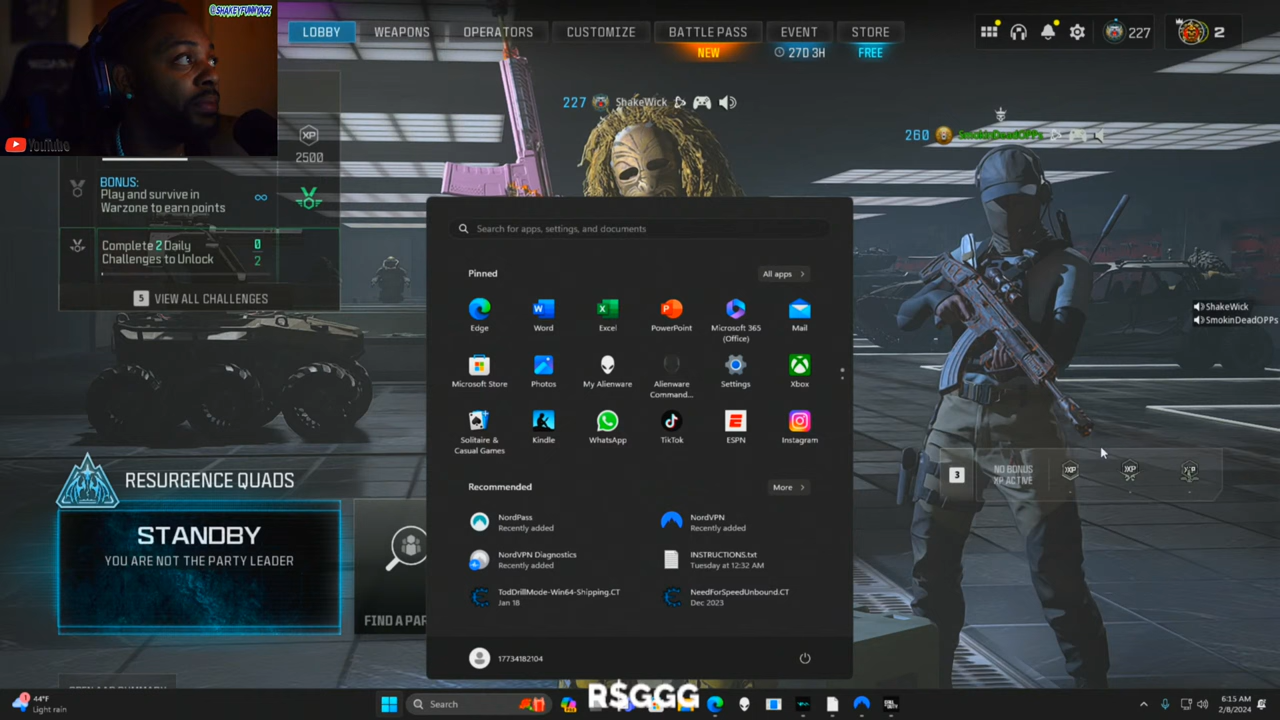 @SHAKEYFUNNYAZZ
YouTube
LOBBY
WEAPONS
OPERATORS
CUSTOMIZE
BATTLE PASS
NEW
EVENT
27D 3H
STORE
FREE
227
2
XP
2500
BONUS:
Play and survive in
Warzone to earn points
∞
Complete 2 Daily
Challenges to Unlock
0
2
5 VIEW ALL CHALLENGES
227 ShakeWick
260 SmokinDeadOPPs
ShakeWick
SmokinDeadOPPs
3
NO BONUS
XP ACTIVE
RESURGENCE QUADS
STANDBY
YOU ARE NOT THE PARTY LEADER
FIND A PAR
Search for apps, settings, and documents
Pinned
All apps >
Edge
Word
Excel
PowerPoint
Microsoft 365
(Office)
Mail
Microsoft Store
Photos
My Alienware
Alienware
Command...
Settings
Xbox
Solitaire &
Casual Games
Kindle
WhatsApp
TikTok
ESPN
Instagram
Recommended
More >
NordPass
Recently added
NordVPN
Recently added
NordVPN Diagnostics
Recently added
INSTRUCTIONS.txt
Tuesday at 12:32 AM
TodDrillMode-Win64-Shipping.CT
Jan 18
NeedForSpeedUnbound.CT
Dec 2023
17734182104
R$GGG
44°F
Light rain
Search
6:15 AM
2/8/2024